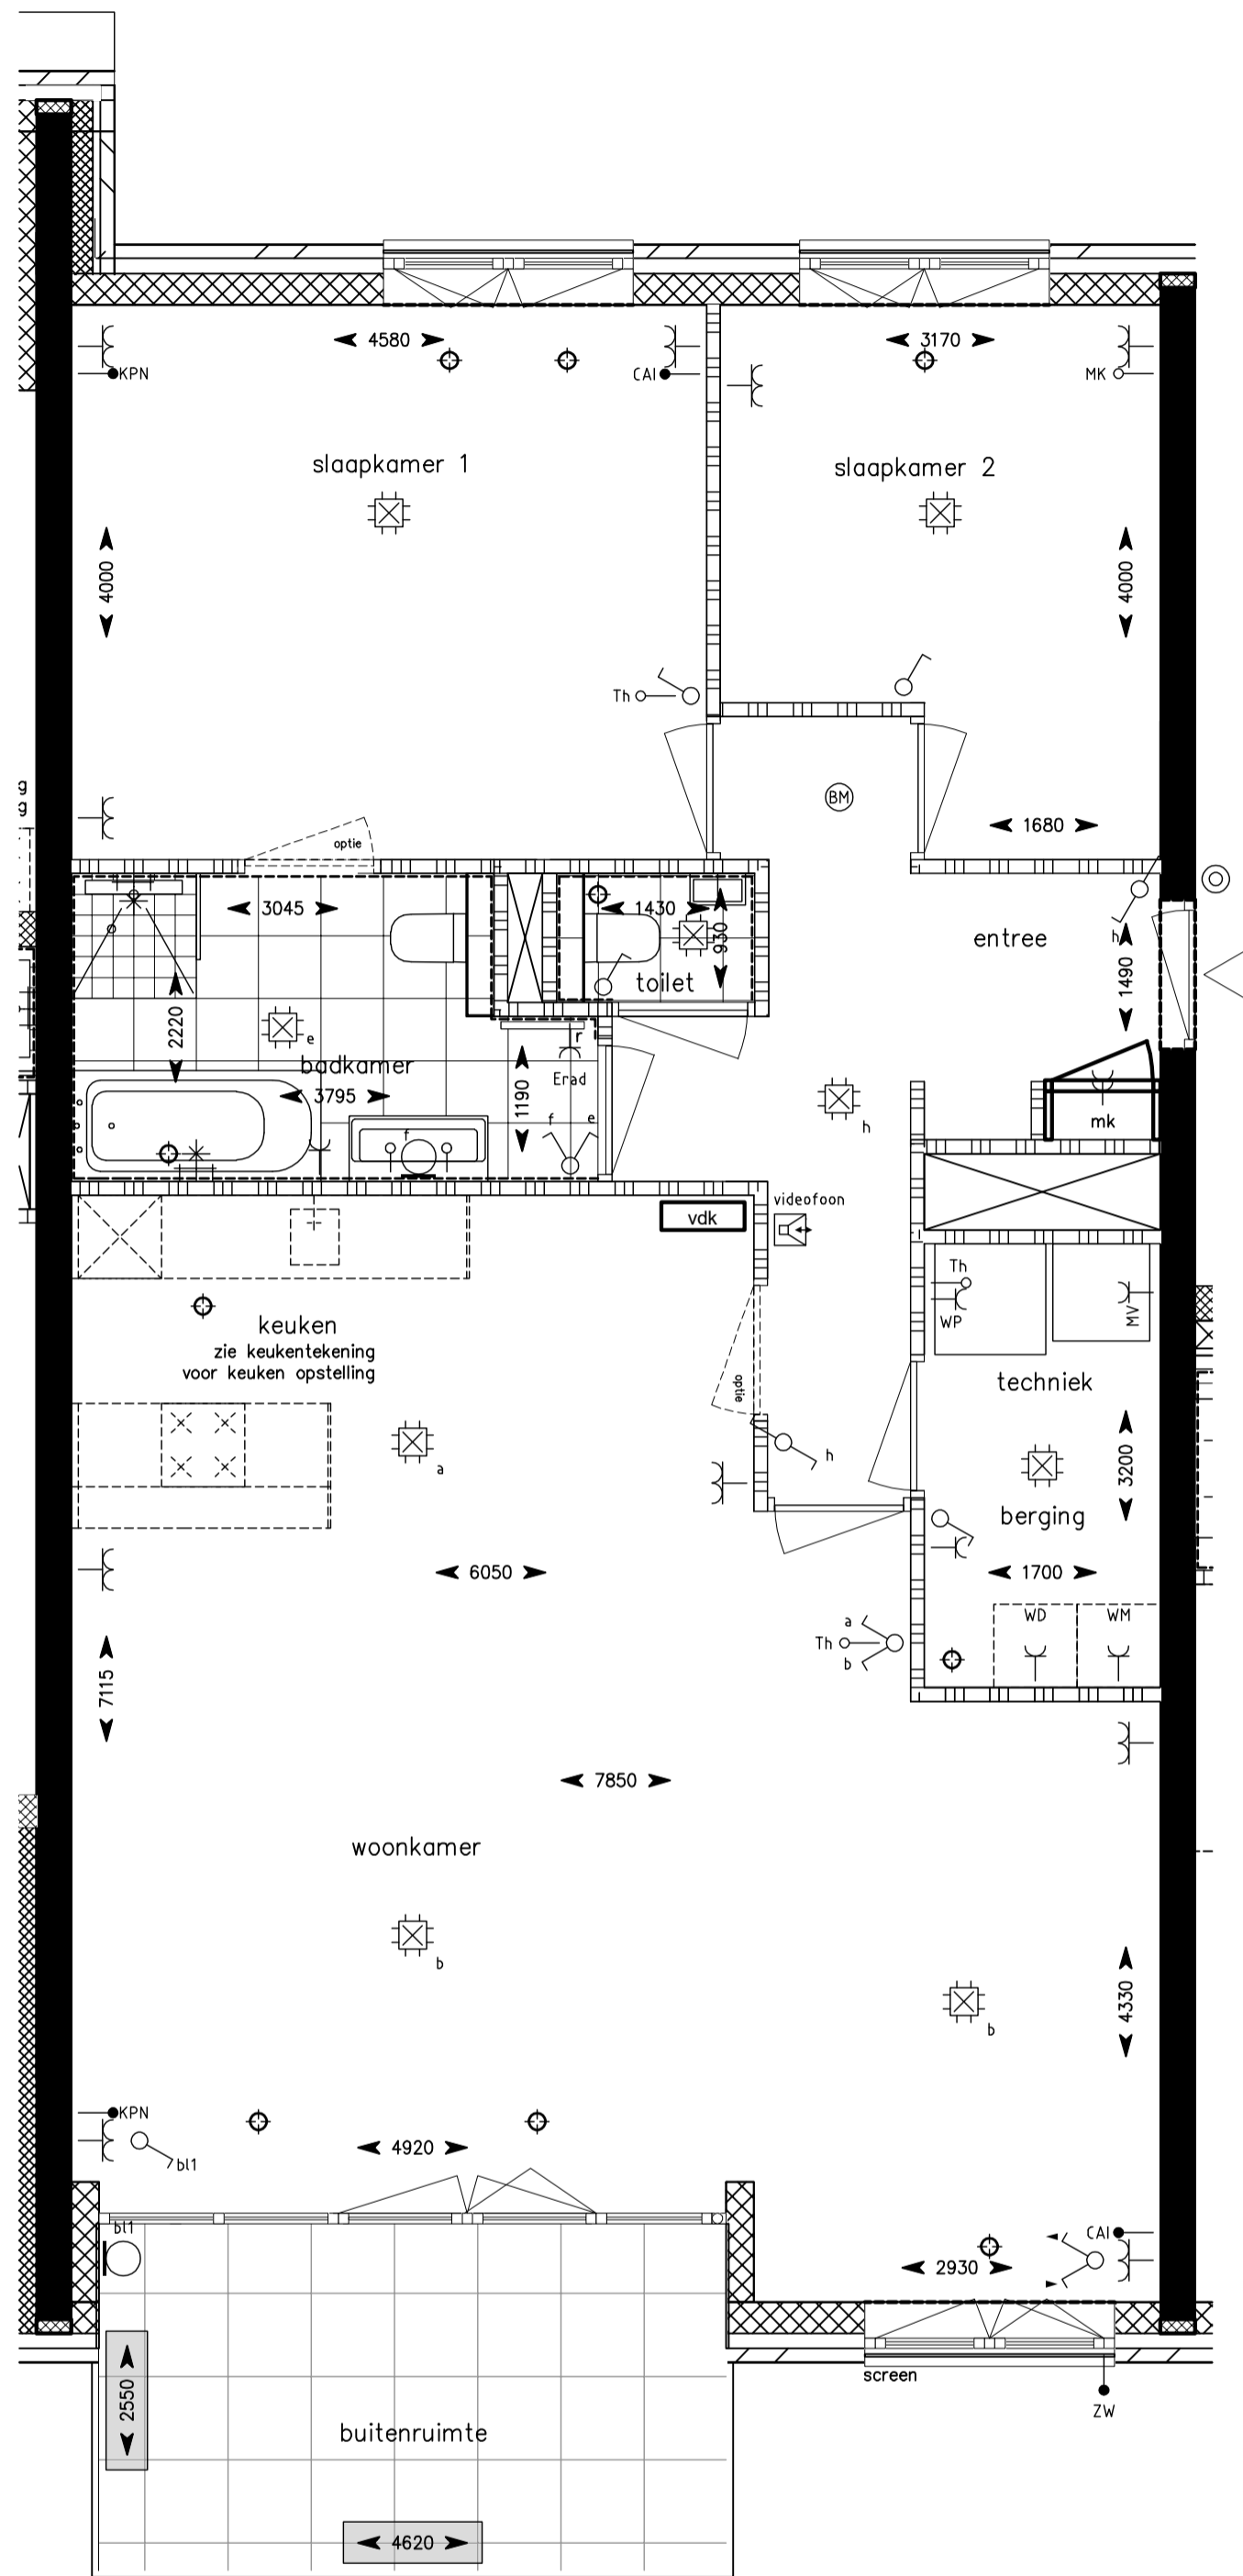 4580
3170
KPN
CAI
MK
slaapkamer 1
slaapkamer 2
4000
4000
Th
g
g
BM
optie
1680
3045
1430
930
h
entree
1490
toilet
2220
e
r
badkamer
Erad
3795
1190
f
e
f
h
mk
videofoon
vdk
Th
WP
MV
keuken
zie keukentekening
voor keuken opstelling
optie
techniek
a
h
3200
berging
6050
1700
WD
WM
a
Th
b
7115
7850
woonkamer
b
b
4330
KPN
bl1
4920
bl1
CAI
2930
screen
ZW
2550
buitenruimte
4620